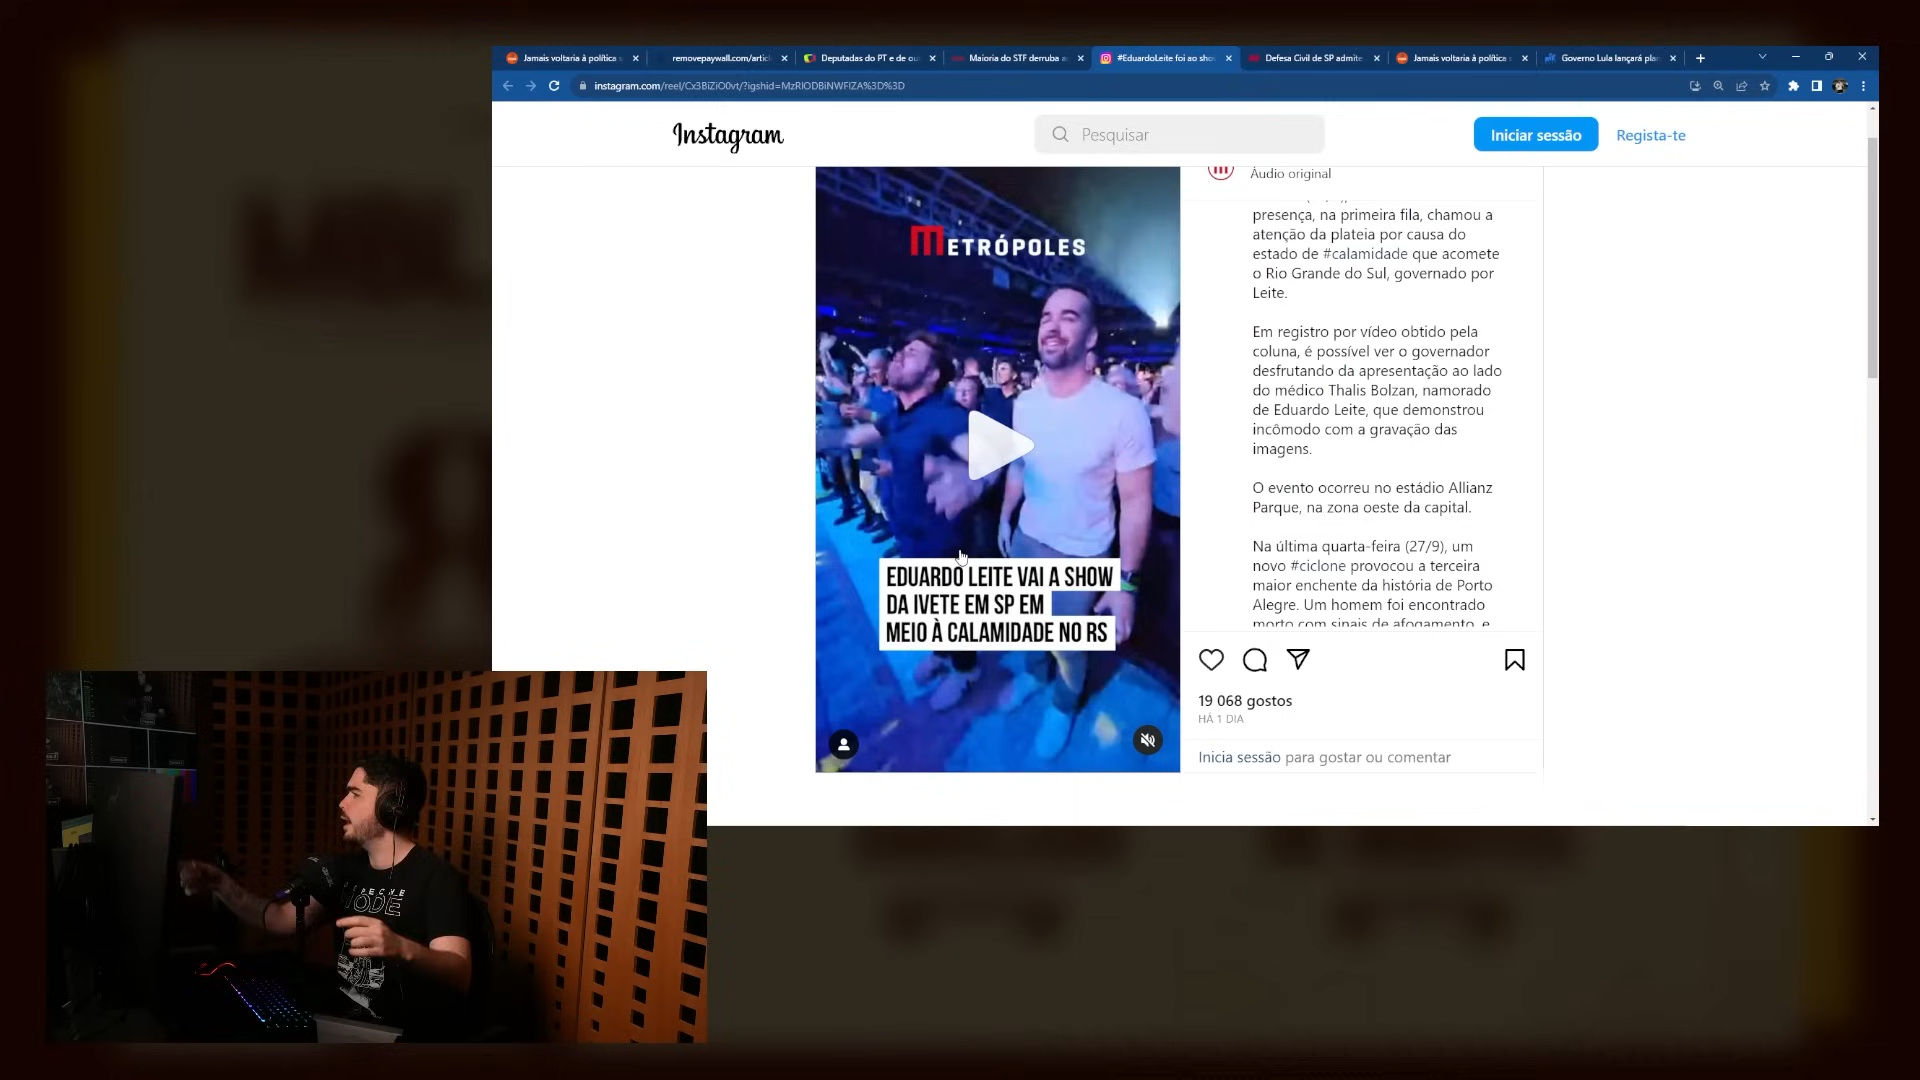 Jamais voltaria à política s
removepaywall.com/article
Deputadas do PT e de ou
Maioria do STF derruba a
#EduardoLeite foi ao sho
Defesa Civil de SP admite
Jamais voltaria à política s
Governo Lula lançará plan
instagram.com/reel/Cx3BiZiO0vt/?igshid=MzRlODBiNWFlZA%3D%3D
Instagram
Pesquisar
Iniciar sessão
Regista-te
METRÓPOLES
EDUARDO LEITE VAI A SHOW
DA IVETE EM SP EM
MEIO À CALAMIDADE NO RS
Áudio original
presença, na primeira fila, chamou a
atenção da plateia por causa do
estado de #calamidade que acomete
o Rio Grande do Sul, governado por
Leite.
Em registro por vídeo obtido pela
coluna, é possível ver o governador
desfrutando da apresentação ao lado
do médico Thalis Bolzan, namorado
de Eduardo Leite, que demonstrou
incômodo com a gravação das
imagens.
O evento ocorreu no estádio Allianz
Parque, na zona oeste da capital.
Na última quarta-feira (27/9), um
novo #ciclone provocou a terceira
maior enchente da história de Porto
Alegre. Um homem foi encontrado
morto com sinais de afogamento, e
19 068 gostos
HÁ 1 DIA
Inicia sessão para gostar ou comentar
MODE